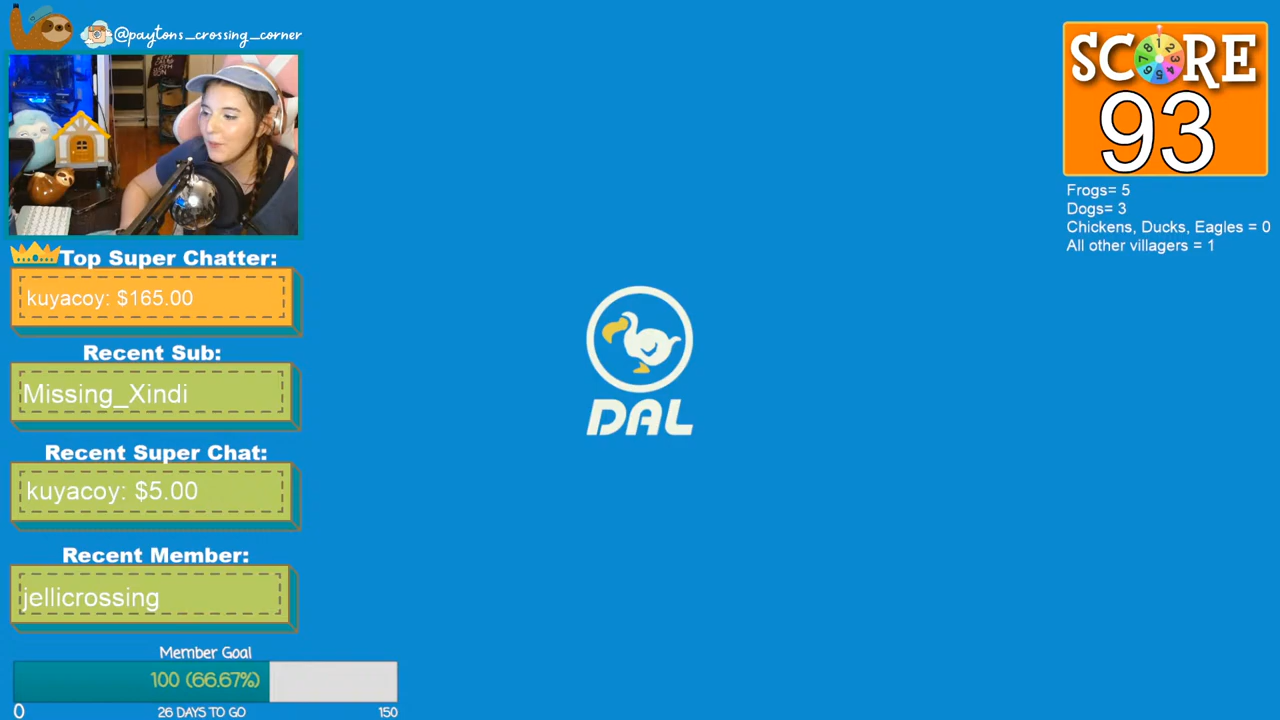 @paytons_crossing_corner
Top Super Chatter:
kuyacoy: $165.00
Recent Sub:
Missing_Xindi
Recent Super Chat:
kuyacoy: $5.00
Recent Member:
jellicrossing
Member Goal
100 (66.67%)
0
26 DAYS TO GO
150
DAL
SCORE
93
Frogs= 5
Dogs= 3
Chickens, Ducks, Eagles = 0
All other villagers = 1